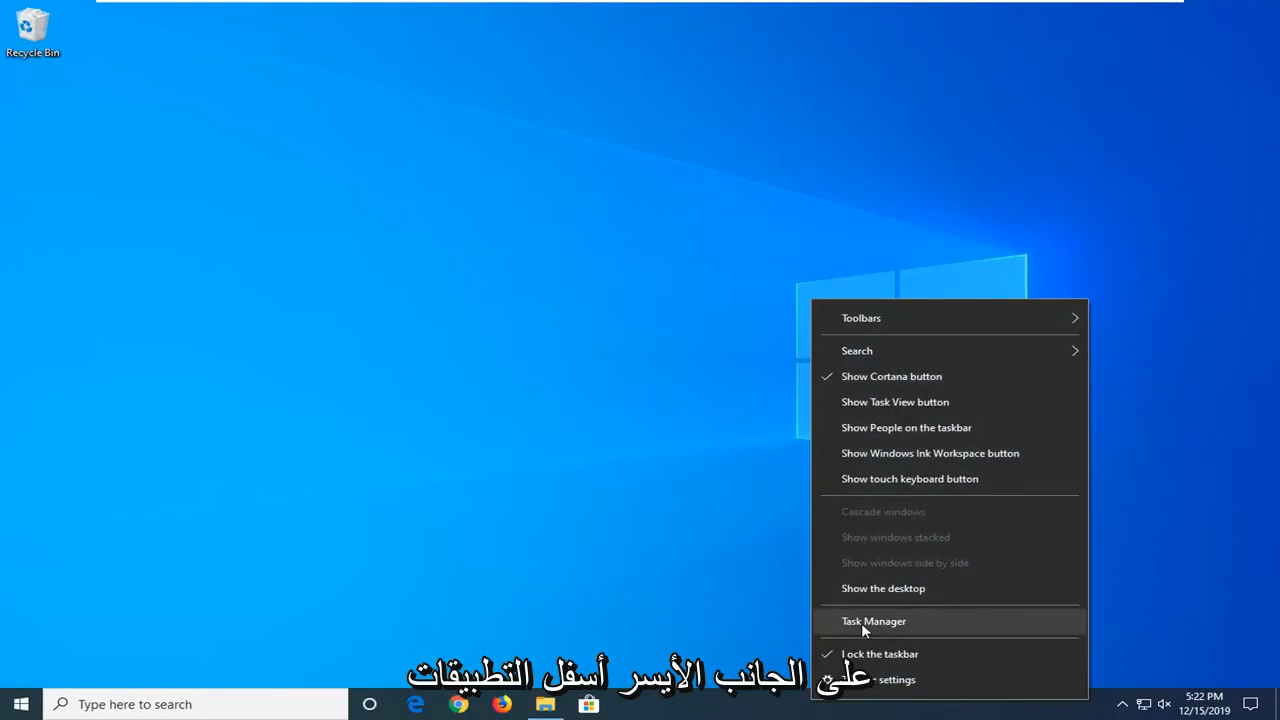 Recycle Bin
Toolbars
Search
Show Cortana button
Show Task View button
Show People on the taskbar
Show Windows Ink Workspace button
Show touch keyboard button
Cascade windows
Show windows stacked
Show windows side by side
Show the desktop
Task Manager
Lock the taskbar
settings
على الجانب الأيسر أسفل التطبيقات
Type here to search
5:22 PM
12/15/2019